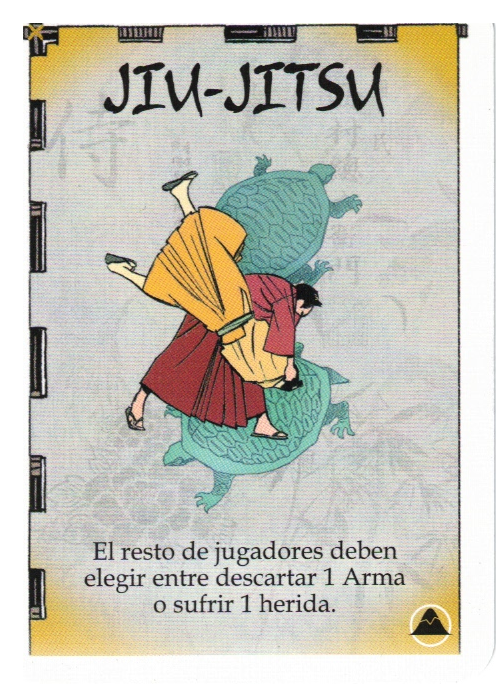 JIU-JITSU
El resto de jugadores deben
elegir entre descartar 1 Arma
o sufrir 1 herida.